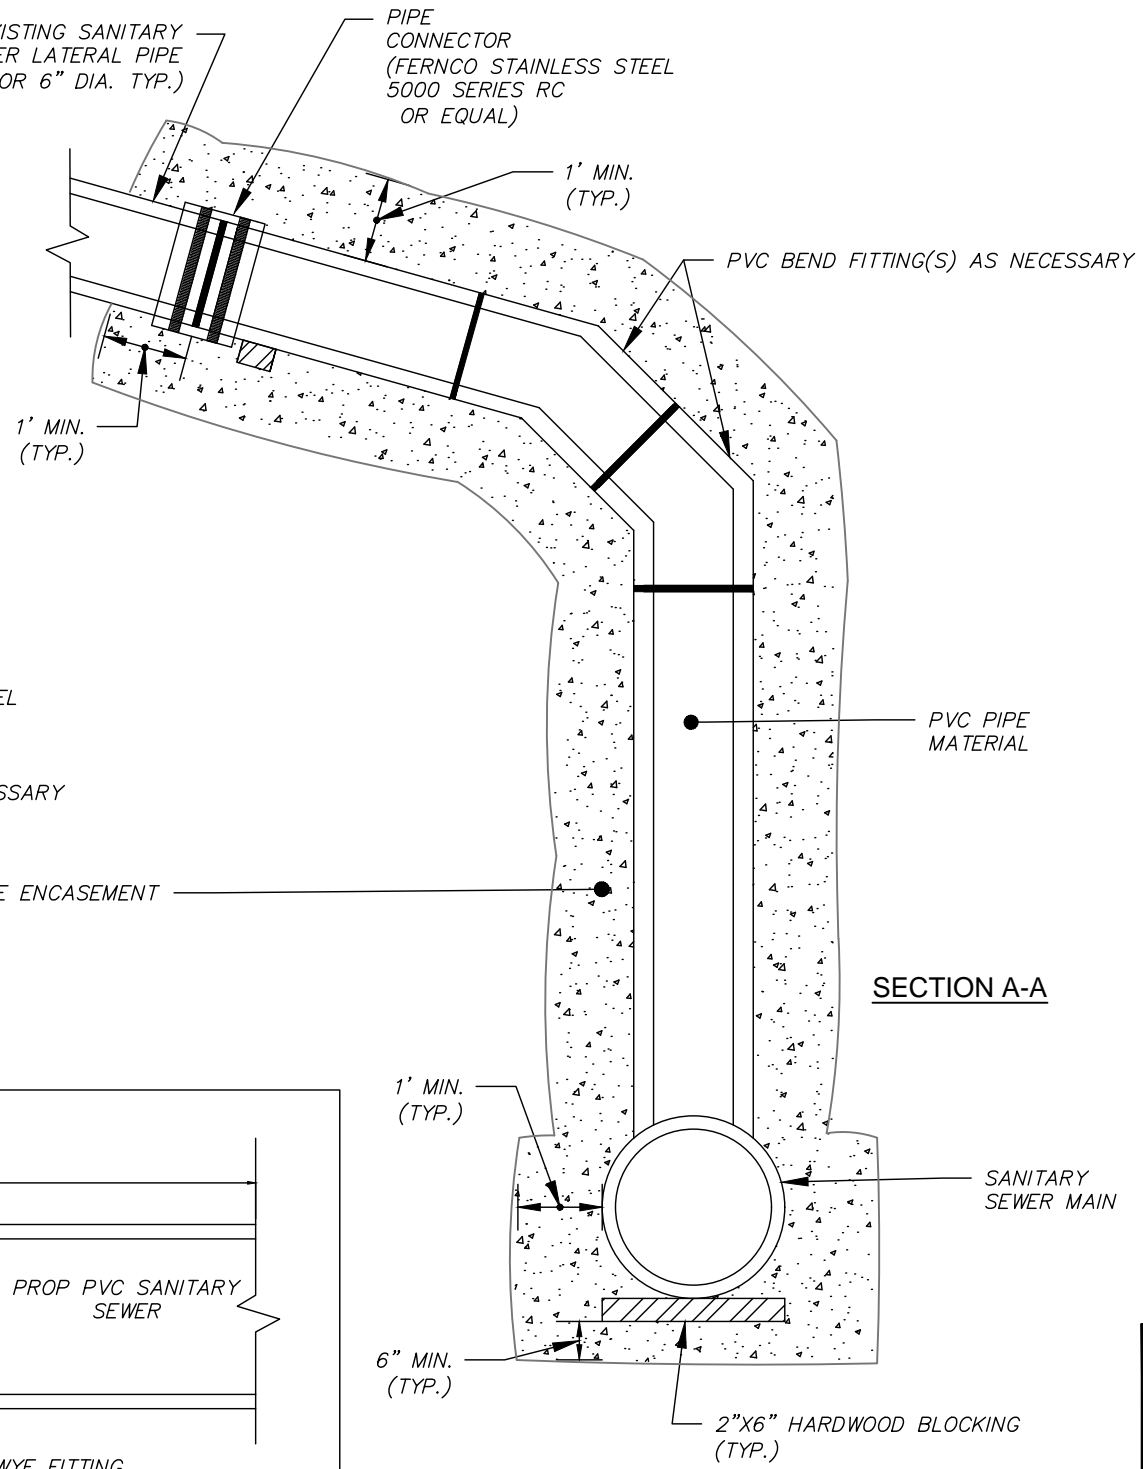 ISTING SANITARY
ER LATERAL PIPE
OR 6" DIA. TYP.)
PIPE
CONNECTOR
(FERNCO STAINLESS STEEL
5000 SERIES RC
OR EQUAL)
1' MIN.
(TYP.)
PVC BEND FITTING(S) AS NECESSARY
1' MIN.
(TYP.)
EL
SSARY
PVC PIPE
MATERIAL
E ENCASEMENT
SECTION A-A
1' MIN.
(TYP.)
SANITARY
SEWER MAIN
PROP PVC SANITARY
SEWER
6" MIN.
(TYP.)
2"X6" HARDWOOD BLOCKING
(TYP.)
WYE FITTING